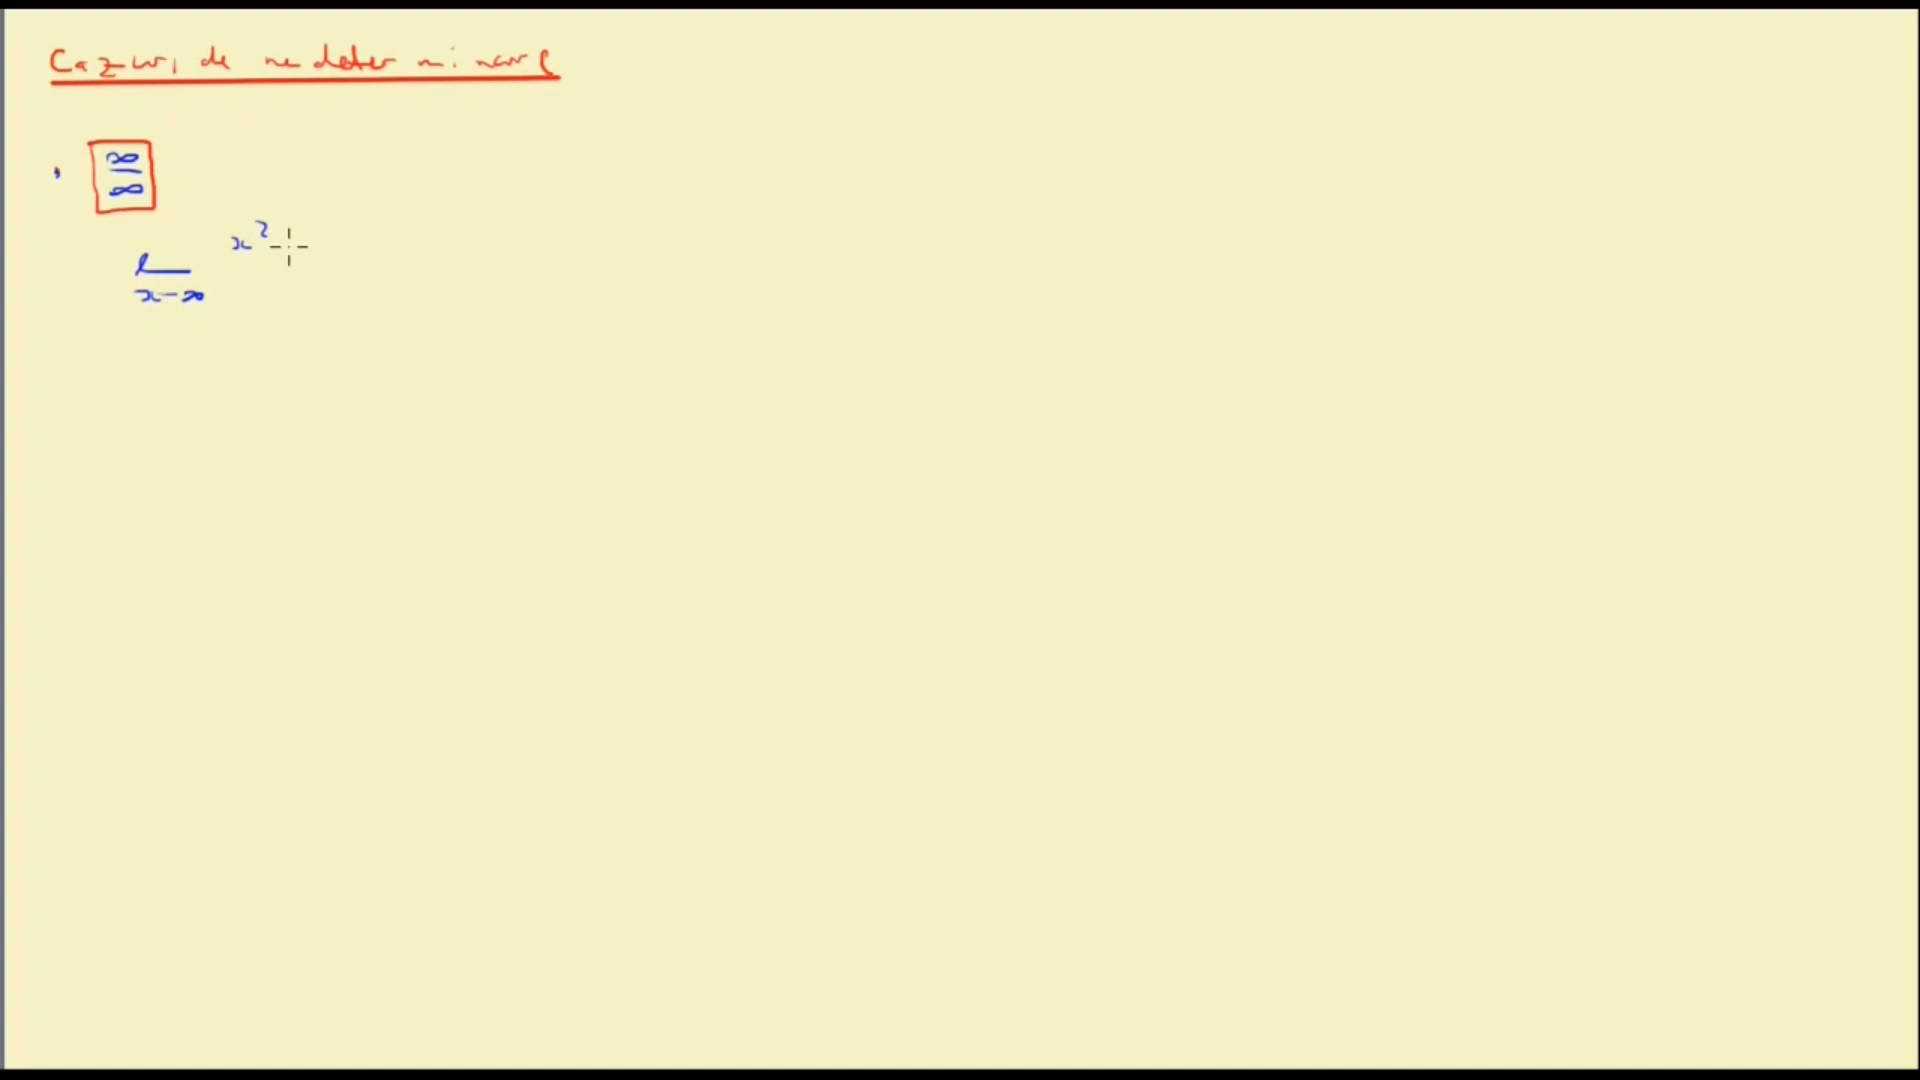 Cazuri de nedeterminare
• ∞/∞
lim x→∞ x²